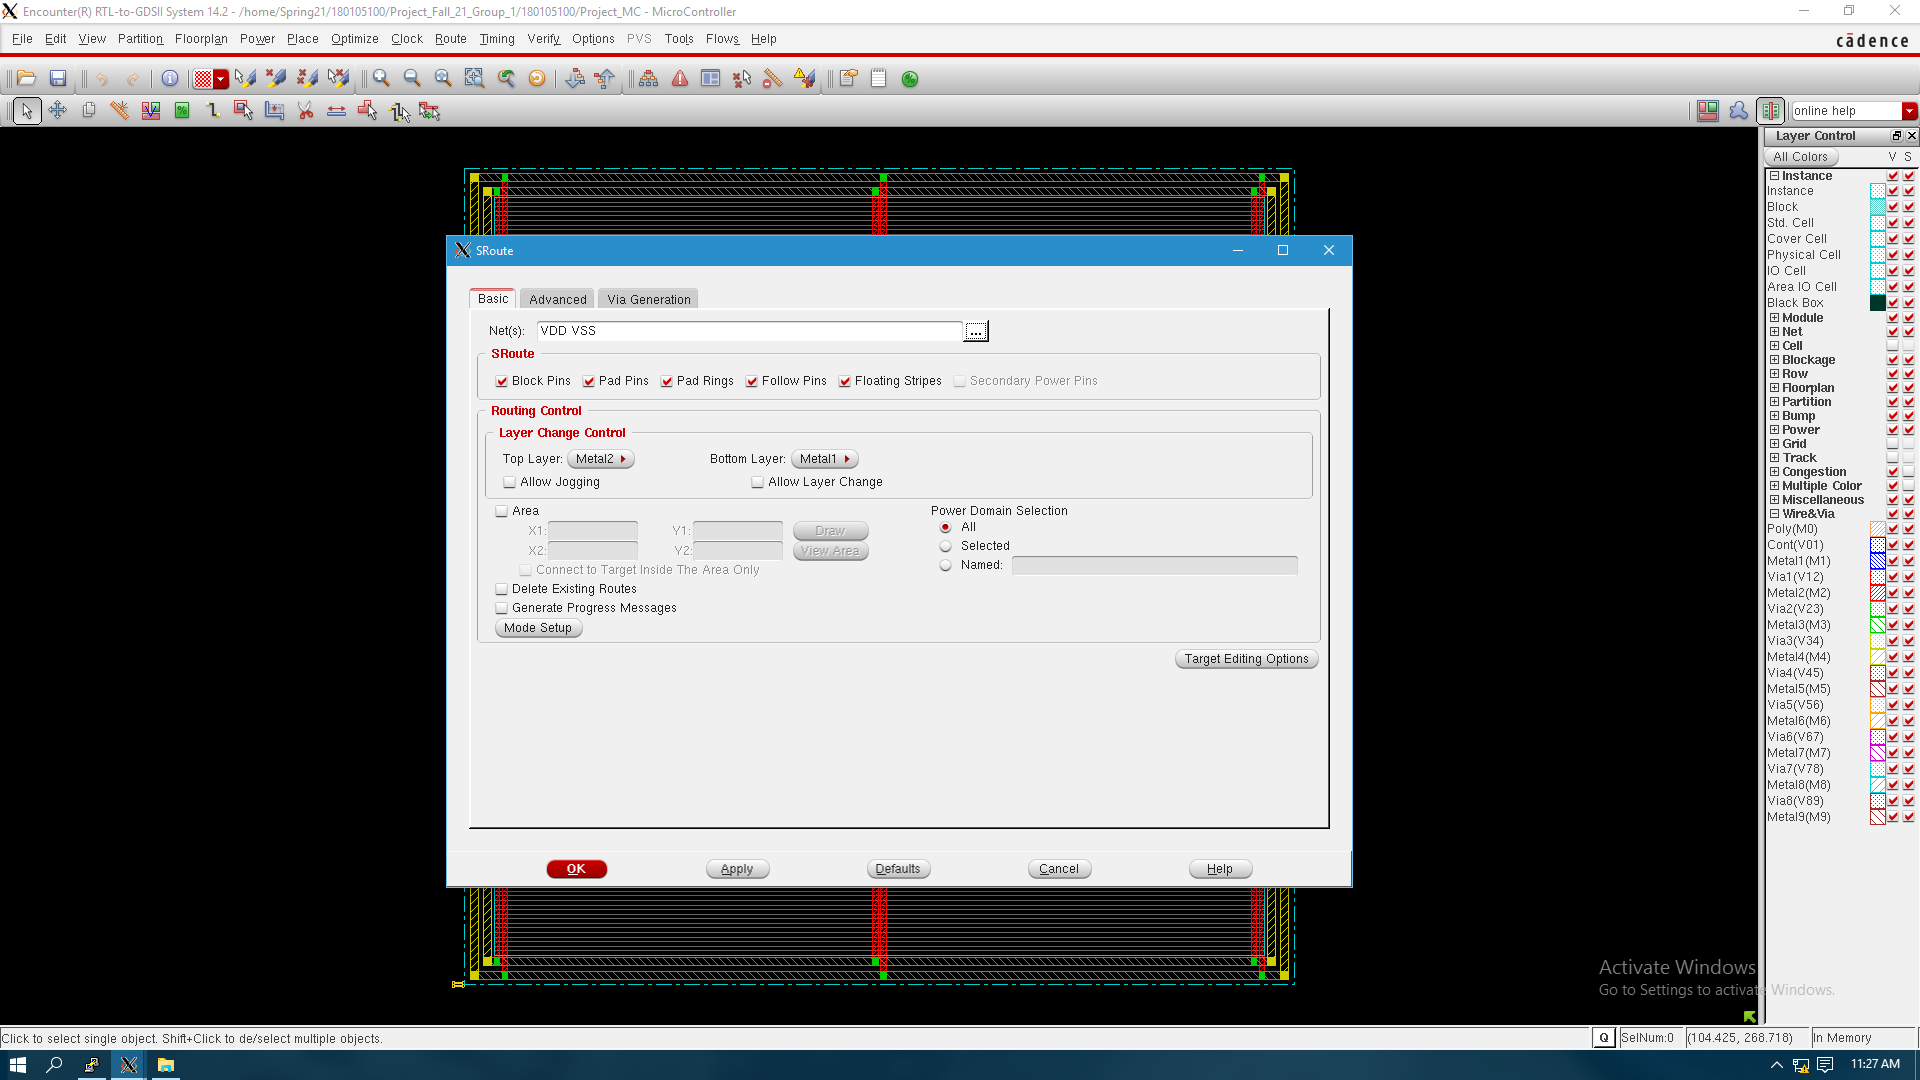 Encounter(R) RTL-to-GDSII System 14.2 - /home/Spring21/180105100/Project_Fall_21_Group_1/180105100/Project_MC - MicroController
File Edit View Partition Floorplan Power Place Optimize Clock Route Timing Verify Options PVS Tools Flows Help
cādence
online help
Layer Control
All Colors V S
Instance
Instance
Block
Std. Cell
Cover Cell
Physical Cell
IO Cell
Area IO Cell
Black Box
Module
Net
Cell
Blockage
Row
Floorplan
Partition
Bump
Power
Grid
Track
Congestion
Multiple Color
Miscellaneous
Wire&Via
Poly(M0)
Cont(V01)
Metal1(M1)
Via1(V12)
Metal2(M2)
Via2(V23)
Metal3(M3)
Via3(V34)
Metal4(M4)
Via4(V45)
Metal5(M5)
Via5(V56)
Metal6(M6)
Via6(V67)
Metal7(M7)
Via7(V78)
Metal8(M8)
Via8(V89)
Metal9(M9)
SRoute
Basic Advanced Via Generation
Net(s): VDD VSS ...
SRoute
Block Pins Pad Pins Pad Rings Follow Pins Floating Stripes Secondary Power Pins
Routing Control
Layer Change Control
Top Layer: Metal2 Bottom Layer: Metal1
Allow Jogging Allow Layer Change
Area Power Domain Selection
X1: Y1: Draw All
X2: Y2: View Area Selected
Connect to Target Inside The Area Only Named:
Delete Existing Routes
Generate Progress Messages
Mode Setup
Target Editing Options
OK Apply Defaults Cancel Help
Activate Windows
Go to Settings to activate Windows.
Click to select single object. Shift+Click to de/select multiple objects. Q SelNum:0 (104.425, 268.718) In Memory
11:27 AM